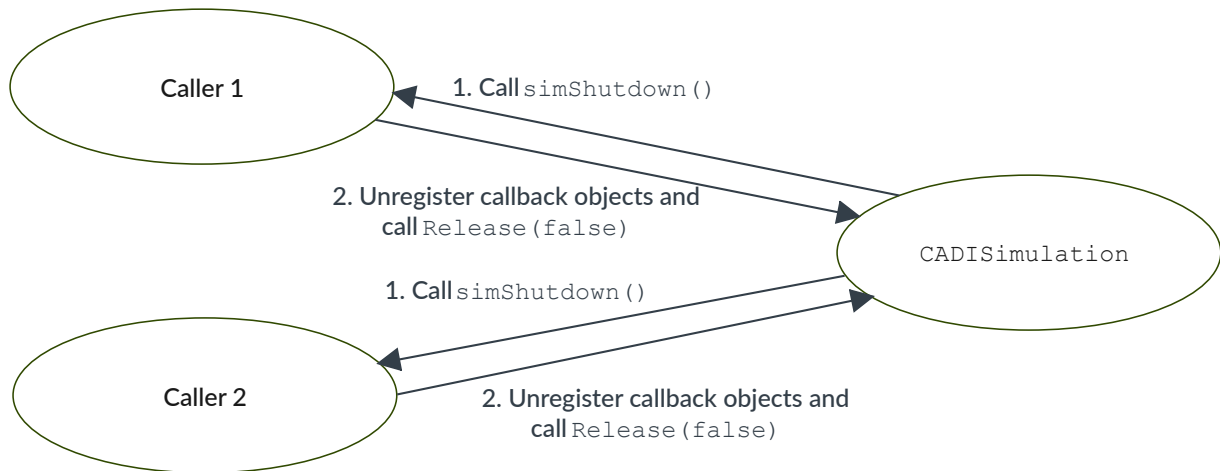 Caller 1
1. Call simShutdown()
2. Unregister callback objects and
call Release(false)
CADISimulation
1. Call simShutdown()
Caller 2
2. Unregister callback objects and
call Release(false)